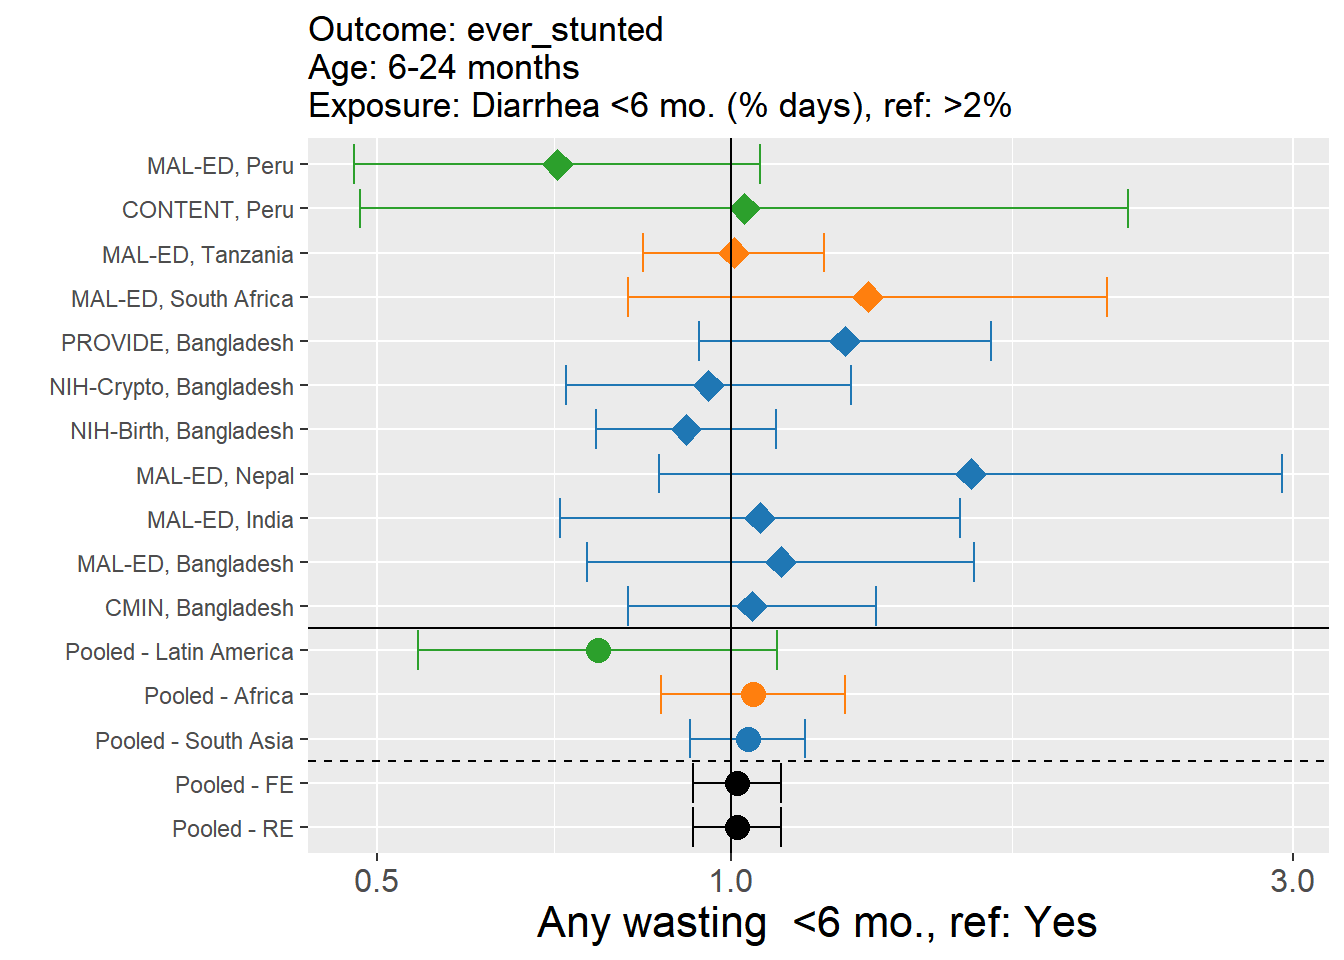 Outcome: ever_stunted
Age: 6-24 months
Exposure: Diarrhea <6 mo. (% days), ref: >2%
MAL-ED, Peru
CONTENT, Peru
MAL-ED, Tanzania
MAL-ED, South Africa
PROVIDE, Bangladesh
NIH-Crypto, Bangladesh
NIH-Birth, Bangladesh
MAL-ED, Nepal
MAL-ED, India
MAL-ED, Bangladesh
CMIN, Bangladesh
Pooled - Latin America
Pooled - Africa
Pooled - South Asia
Pooled - FE
Pooled - RE
0.5 1.0 3.0
Any wasting  <6 mo., ref: Yes